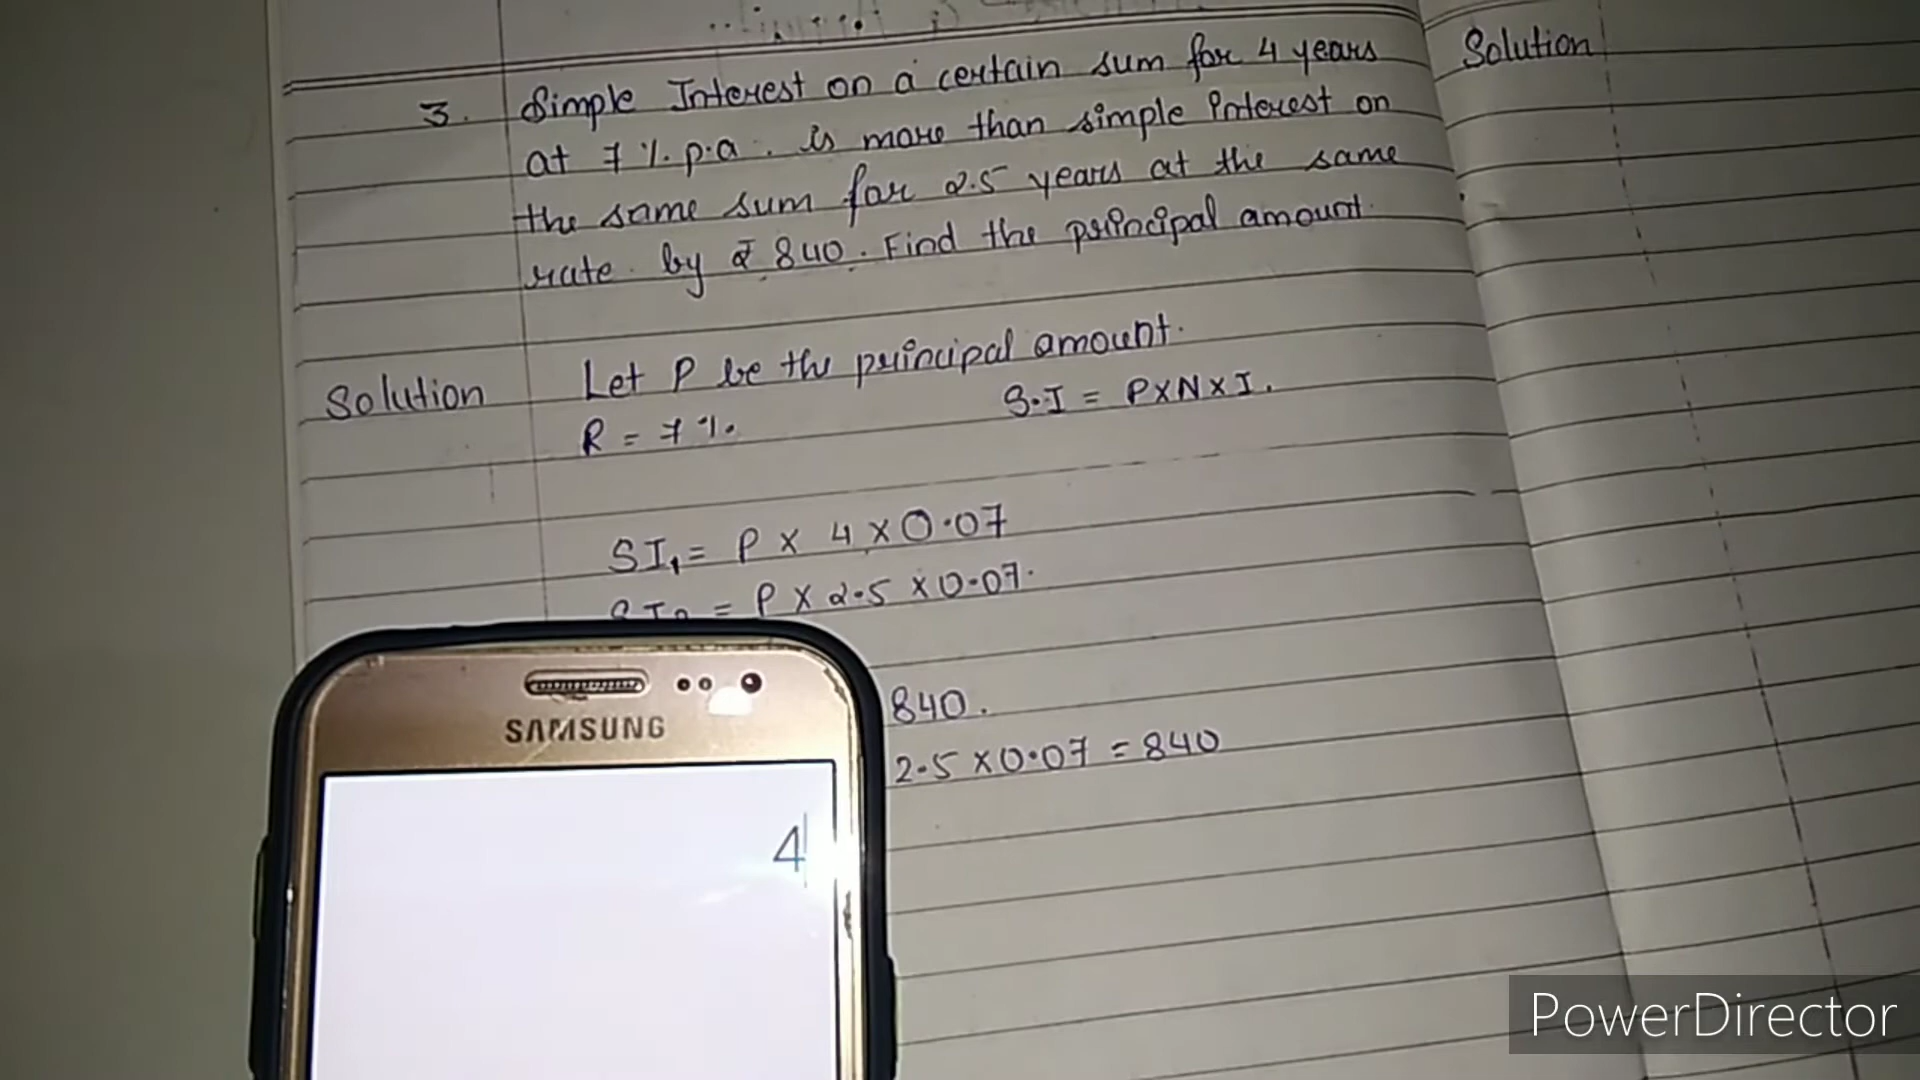 3. Simple Interest on a certain sum for 4 years
at 7 %. p.a. is more than simple interest on
the same sum for 2.5 years at the same
rate by ₹ 840. Find the principal amount.
Solution Let P be the principal amount.
R = 7 %. S.I = P×N×I.
SI₁ = P × 4 × 0.07
SI₂ = P × 2.5 × 0.07.
840.
2.5 × 0.07 = 840
Solution
SAMSUNG
4
PowerDirector